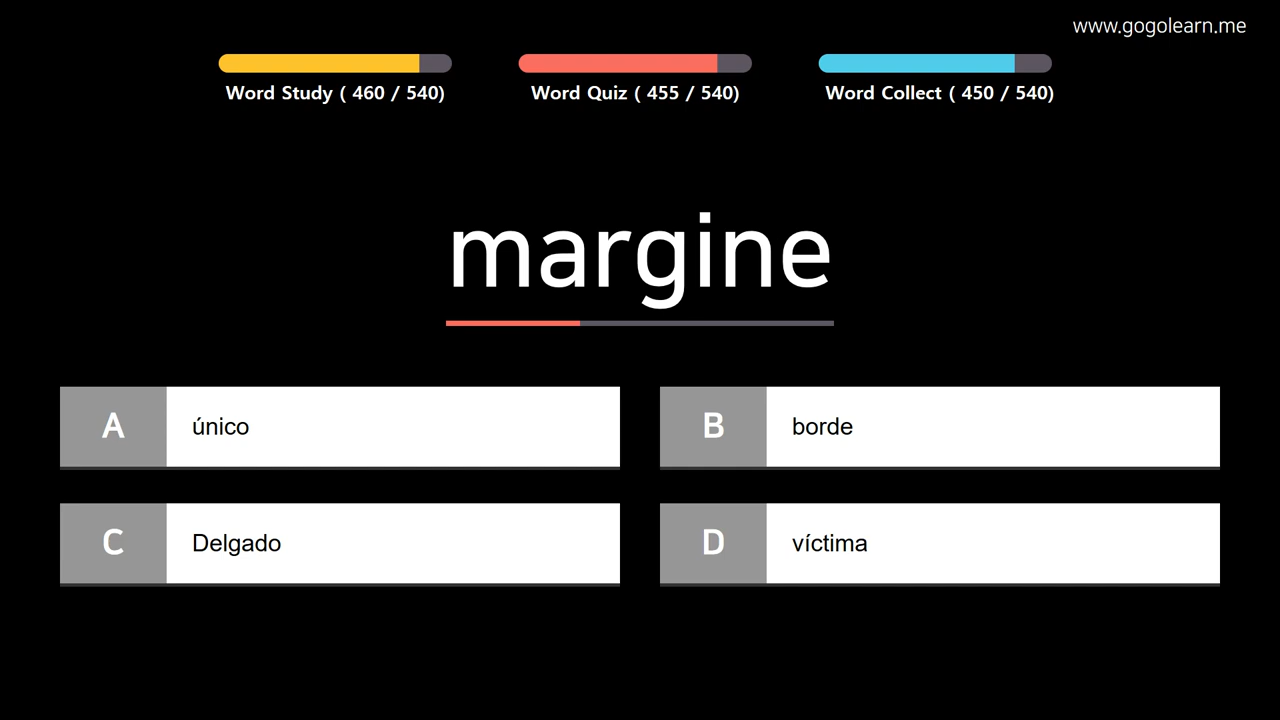 www.gogolearn.me
Word Study ( 460 / 540)
Word Quiz ( 455 / 540)
Word Collect ( 450 / 540)
margine
A único
B borde
C Delgado
D víctima